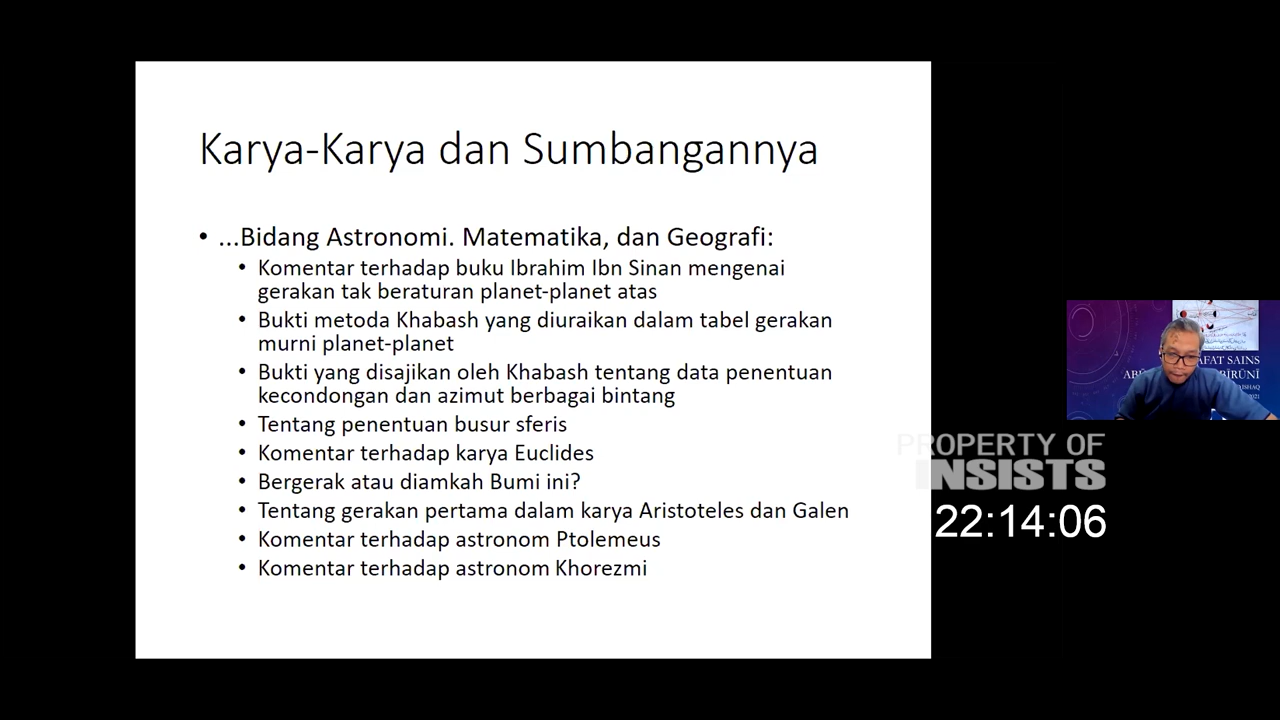 Karya-Karya dan Sumbangannya
• ...Bidang Astronomi. Matematika, dan Geografi:
• Komentar terhadap buku Ibrahim Ibn Sinan mengenai
gerakan tak beraturan planet-planet atas
• Bukti metoda Khabash yang diuraikan dalam tabel gerakan
murni planet-planet
• Bukti yang disajikan oleh Khabash tentang data penentuan
kecondongan dan azimut berbagai bintang
• Tentang penentuan busur sferis
• Komentar terhadap karya Euclides
• Bergerak atau diamkah Bumi ini?
• Tentang gerakan pertama dalam karya Aristoteles dan Galen
• Komentar terhadap astronom Ptolemeus
• Komentar terhadap astronom Khorezmi
AFAT SAINS
BÎRÛNÎ
PROPERTY OF
INSISTS
22:14:06